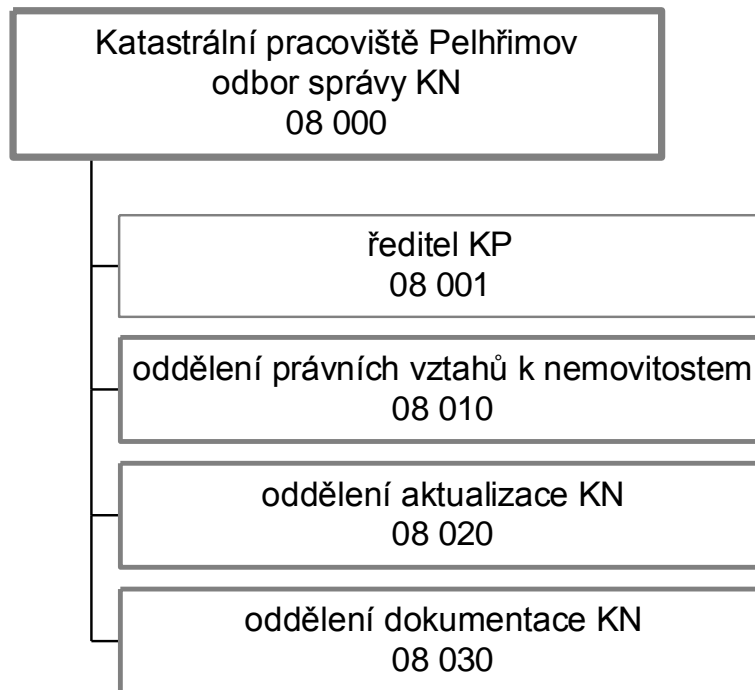 Katastrální pracoviště Pelhřimov
odbor správy KN
08 000
ředitel KP
08 001
oddělení právních vztahů k nemovitostem
08 010
oddělení aktualizace KN
08 020
oddělení dokumentace KN
08 030